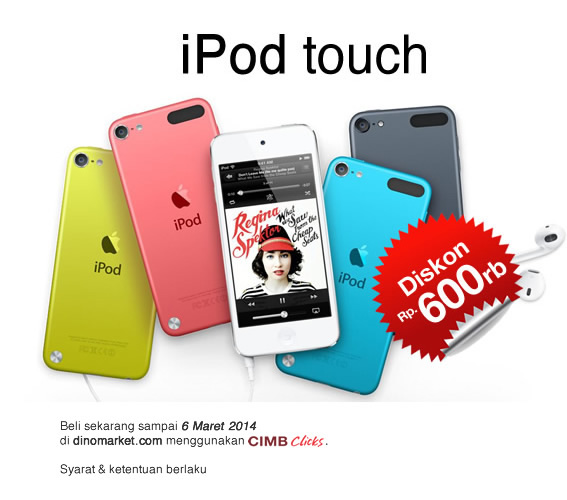 iPod touch
iPod
iPod
iPod
Regina
Spektor
What
We Saw
from the
Cheap
Seats
Diskon
Rp. 600rb
Beli sekarang sampai 6 Maret 2014
di dinomarket.com menggunakan CIMB Clicks.
Syarat & ketentuan berlaku